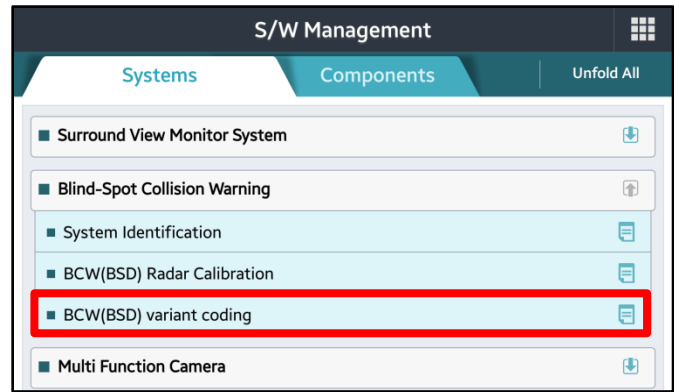 S/W Management
Systems
Components
Unfold All
Surround View Monitor System
Blind-Spot Collision Warning
System Identification
BCW(BSD) Radar Calibration
BCW(BSD) variant coding
Multi Function Camera